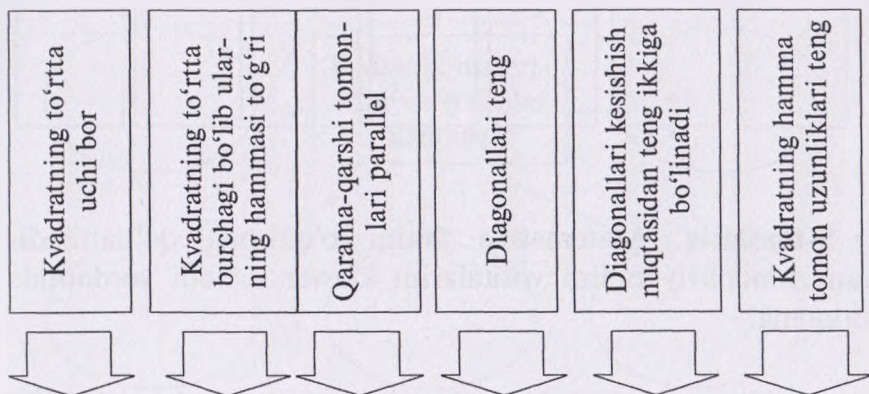 Kvadratning to‘rtta
uchi bor
Kvadratning to‘rtta
burchagi bo‘lib ular-
ning hammasi to‘g‘ri
Qarama-qarshi tomon-
lari parallel
Diagonallari teng
Diagonallari kesishish
nuqtasidan teng ikkiga
bo‘linadi
Kvadratning hamma
tomon uzunliklari teng